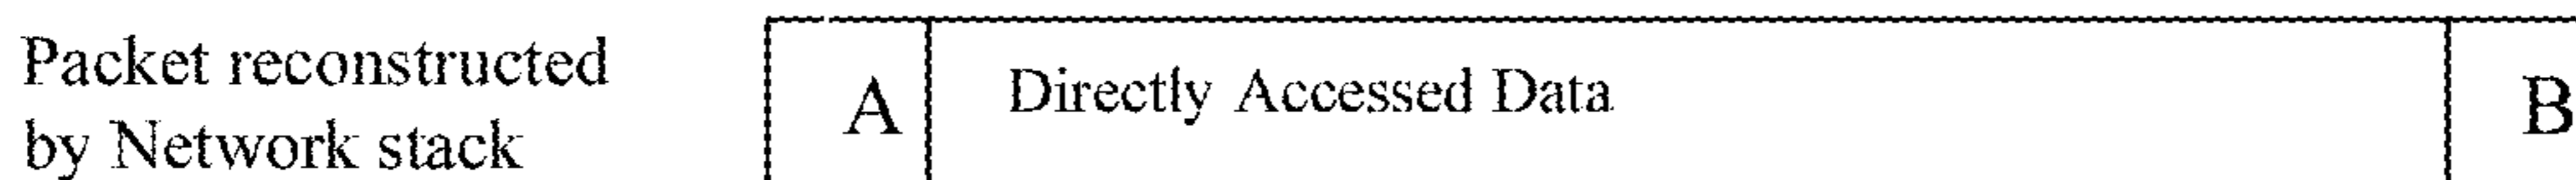 Packet reconstructed
by Network stack
A
Directly Accessed Data
B